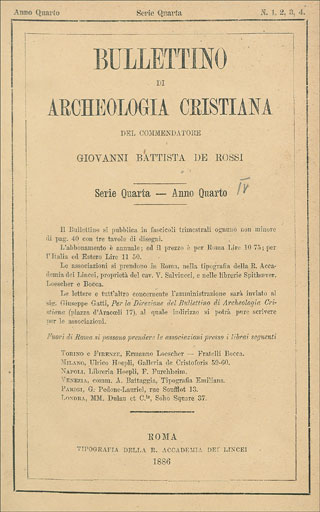 Anno Quarto Serie Quarta N. 1, 2, 3, 4.
BULLETTINO
DI
ARCHEOLOGIA CRISTIANA
DEL COMMENDATORE
GIOVANNI BATTISTA DE ROSSI
Serie Quarta — Anno Quarto IV
Il Bullettino si pubblica in fascicoli trimestrali ognuno non minore
di pag. 40 con tre tavole di disegni.
L'abbonamento è annuale; ed il prezzo è per Roma Lire 10 75; per
l'Italia ed Estero Lire 11 50.
Le associazioni si prendono in Roma, nella tipografia della R. Acca-
demia dei Lincei, proprietà del cav. V. Salviucci, e nelle librerie Spithover,
Loescher e Bocca.
Le lettere e tutt'altro concernente l'amministrazione sarà inviato al
sig. Giuseppe Gatti, Per la Direzione del Bullettino di Archeologia Cri-
stiana (piazza d'Aracoeli 17), al quale indirizzo si potrà pure scrivere
per le associazioni.
Fuori di Roma si possono prendere le associazioni presso i librai seguenti
TORINO e FIRENZE, Ermanno Loescher — Fratelli Bocca.
MILANO, Ulrico Hoepli, Galleria de Cristoforis 59-60.
NAPOLI, Libreria Hoepli, F. Furchheim.
VENEZIA, comm. A. Battaggia, Tipografia Emiliana.
PARIGI, G. Pedone-Lauriel, rue Soufflot 13.
LONDRA, MM. Dulau et C.ie, Soho Square 37.
ROMA
TIPOGRAFIA DELLA R. ACCADEMIA DEI LINCEI
1886